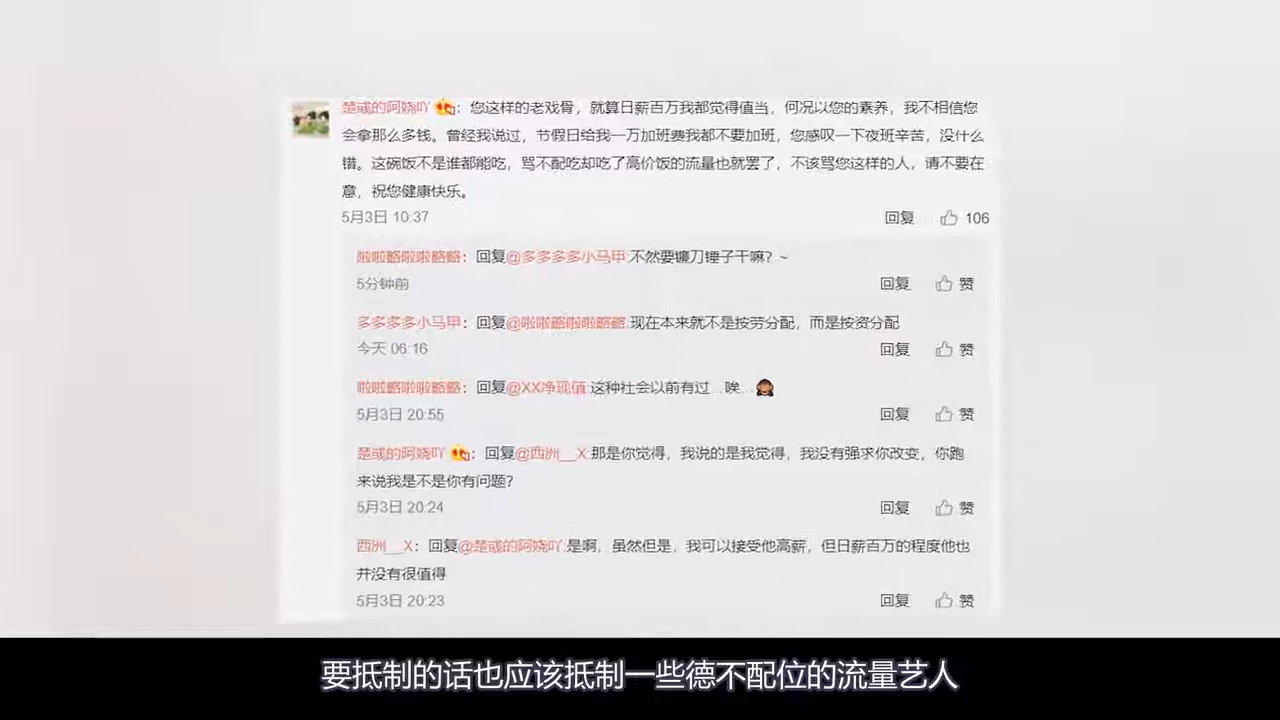 楚彧的阿娆吖：您这样的老戏骨，就算日薪百万我都觉得值当，何况以您的素养，我不相信您
会拿那么多钱。曾经我说过，节假日给我一万加班费我都不要加班，您感叹一下夜班辛苦，没什么
错。这碗饭不是谁都能吃，骂不配吃却吃了高价饭的流量也就罢了，不该骂您这样的人，请不要在
意，祝您健康快乐。
5月3日 10:37 回复 106
啦啦略啦啦略略：回复@多多多多小马甲:不然要镰刀锤子干嘛？~
5分钟前 回复 赞
多多多多小马甲：回复@啦啦略啦啦略略:现在本来就不是按劳分配，而是按资分配
今天 06:16 回复 赞
啦啦略啦啦略略：回复@XX净现值:这种社会以前有过...唉...
5月3日 20:55 回复 赞
楚彧的阿娆吖：回复@西洲__X:那是你觉得，我说的是我觉得，我没有强求你改变，你跑
来说我是不是你有问题？
5月3日 20:24 回复 赞
西洲__X：回复@楚彧的阿娆吖:是啊，虽然但是，我可以接受他高薪，但日薪百万的程度他也
并没有很值得
5月3日 20:23 回复 赞
要抵制的话也应该抵制一些德不配位的流量艺人